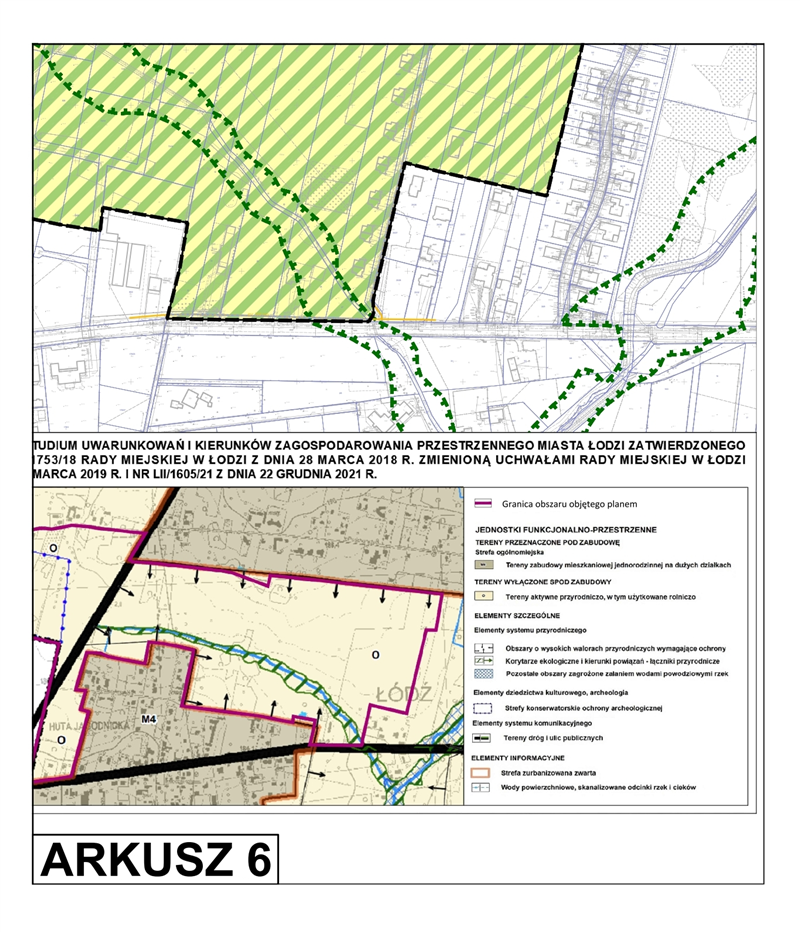 TUDIUM UWARUNKOWAŃ I KIERUNKÓW ZAGOSPODAROWANIA PRZESTRZENNEGO MIASTA ŁODZI ZATWIERDZONEGO
1753/18 RADY MIEJSKIEJ W ŁODZI Z DNIA 28 MARCA 2018 R. ZMIENIONĄ UCHWAŁAMI RADY MIEJSKIEJ W ŁODZI
MARCA 2019 R. I NR LII/1605/21 Z DNIA 22 GRUDNIA 2021 R.
O
O
M4
HUTA JAGODNICKA
O
ŁÓDŹ
Granica obszaru objętego planem
JEDNOSTKI FUNKCJONALNO-PRZESTRZENNE
TERENY PRZEZNACZONE POD ZABUDOWĘ
Strefa ogólnomiejska
M4 Tereny zabudowy mieszkaniowej jednorodzinnej na dużych działkach
TERENY WYŁĄCZONE SPOD ZABUDOWY
O Tereny aktywne przyrodniczo, w tym użytkowane rolniczo
ELEMENTY SZCZEGÓLNE
Elementy systemu przyrodniczego
Obszary o wysokich walorach przyrodniczych wymagające ochrony
Korytarze ekologiczne i kierunki powiązań - łączniki przyrodnicze
Pozostałe obszary zagrożone zalaniem wodami powodziowymi rzek
Elementy dziedzictwa kulturowego, archeologia
Strefy konserwatorskie ochrony archeologicznej
Elementy systemu komunikacyjnego
Tereny dróg i ulic publicznych
ELEMENTY INFORMACYJNE
Strefa zurbanizowana zwarta
Wody powierzchniowe, skanalizowane odcinki rzek i cieków
ARKUSZ 6